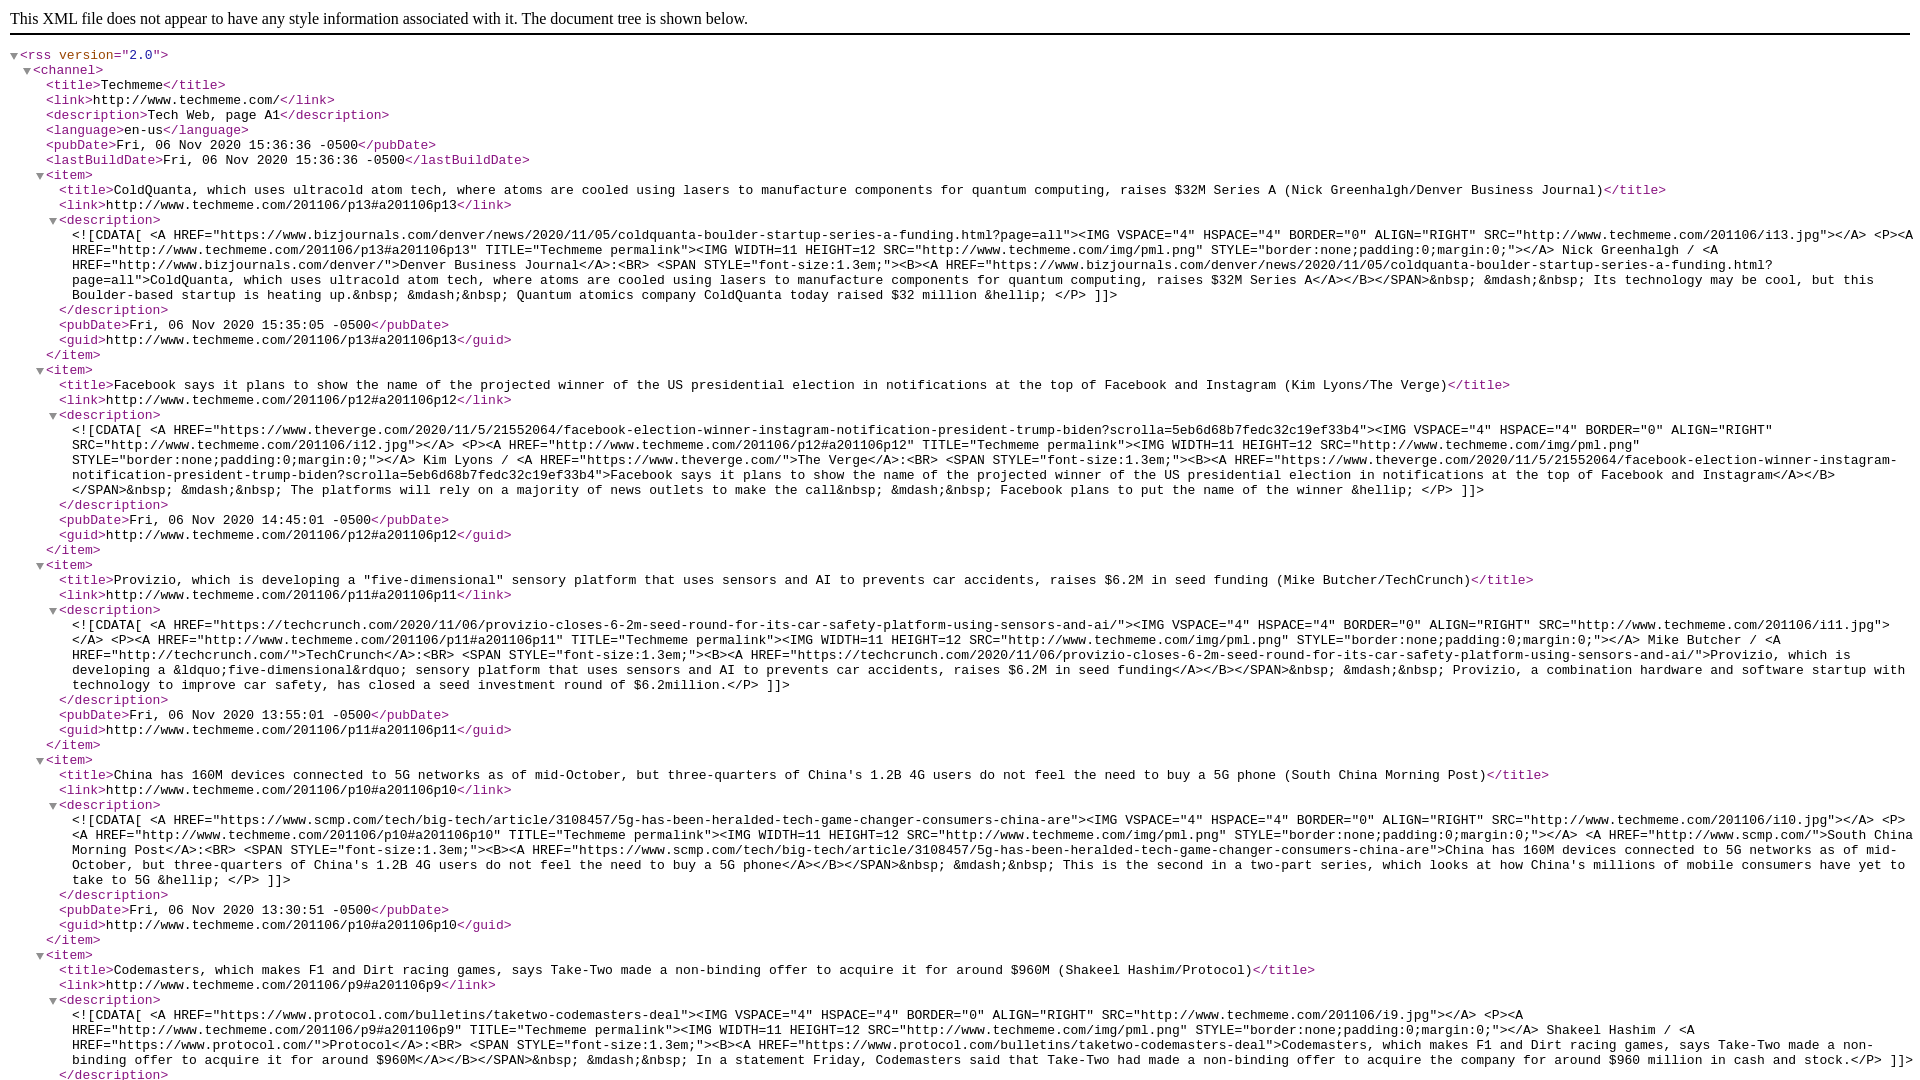 This XML file does not appear to have any style information associated with it. The document tree is shown below.
<rss version="2.0">
<channel>
<title>Techmeme</title>
<link>http://www.techmeme.com/</link>
<description>Tech Web, page A1</description>
<language>en-us</language>
<pubDate>Fri, 06 Nov 2020 15:36:36 -0500</pubDate>
<lastBuildDate>Fri, 06 Nov 2020 15:36:36 -0500</lastBuildDate>
<item>
<title>ColdQuanta, which uses ultracold atom tech, where atoms are cooled using lasers to manufacture components for quantum computing, raises $32M Series A (Nick Greenhalgh/Denver Business Journal)</title>
<link>http://www.techmeme.com/201106/p13#a201106p13</link>
<description>
<![CDATA[ <A HREF="https://www.bizjournals.com/denver/news/2020/11/05/coldquanta-boulder-startup-series-a-funding.html?page=all"><IMG VSPACE="4" HSPACE="4" BORDER="0" ALIGN="RIGHT" SRC="http://www.techmeme.com/201106/i13.jpg"></A> <P><A
HREF="http://www.techmeme.com/201106/p13#a201106p13" TITLE="Techmeme permalink"><IMG WIDTH=11 HEIGHT=12 SRC="http://www.techmeme.com/img/pml.png" STYLE="border:none;padding:0;margin:0;"></A> Nick Greenhalgh / <A
HREF="http://www.bizjournals.com/denver/">Denver Business Journal</A>:<BR> <SPAN STYLE="font-size:1.3em;"><B><A HREF="https://www.bizjournals.com/denver/news/2020/11/05/coldquanta-boulder-startup-series-a-funding.html?
page=all">ColdQuanta, which uses ultracold atom tech, where atoms are cooled using lasers to manufacture components for quantum computing, raises $32M Series A</A></B></SPAN>&nbsp; &mdash;&nbsp; Its technology may be cool, but this
Boulder-based startup is heating up.&nbsp; &mdash;&nbsp; Quantum atomics company ColdQuanta today raised $32 million &hellip; </P> ]]>
</description>
<pubDate>Fri, 06 Nov 2020 15:35:05 -0500</pubDate>
<guid>http://www.techmeme.com/201106/p13#a201106p13</guid>
</item>
<item>
<title>Facebook says it plans to show the name of the projected winner of the US presidential election in notifications at the top of Facebook and Instagram (Kim Lyons/The Verge)</title>
<link>http://www.techmeme.com/201106/p12#a201106p12</link>
<description>
<![CDATA[ <A HREF="https://www.theverge.com/2020/11/5/21552064/facebook-election-winner-instagram-notification-president-trump-biden?scrolla=5eb6d68b7fedc32c19ef33b4"><IMG VSPACE="4" HSPACE="4" BORDER="0" ALIGN="RIGHT"
SRC="http://www.techmeme.com/201106/i12.jpg"></A> <P><A HREF="http://www.techmeme.com/201106/p12#a201106p12" TITLE="Techmeme permalink"><IMG WIDTH=11 HEIGHT=12 SRC="http://www.techmeme.com/img/pml.png"
STYLE="border:none;padding:0;margin:0;"></A> Kim Lyons / <A HREF="https://www.theverge.com/">The Verge</A>:<BR> <SPAN STYLE="font-size:1.3em;"><B><A HREF="https://www.theverge.com/2020/11/5/21552064/facebook-election-winner-instagram-
notification-president-trump-biden?scrolla=5eb6d68b7fedc32c19ef33b4">Facebook says it plans to show the name of the projected winner of the US presidential election in notifications at the top of Facebook and Instagram</A></B>
</SPAN>&nbsp; &mdash;&nbsp; The platforms will rely on a majority of news outlets to make the call&nbsp; &mdash;&nbsp; Facebook plans to put the name of the winner &hellip; </P> ]]>
</description>
<pubDate>Fri, 06 Nov 2020 14:45:01 -0500</pubDate>
<guid>http://www.techmeme.com/201106/p12#a201106p12</guid>
</item>
<item>
<title>Provizio, which is developing a "five-dimensional" sensory platform that uses sensors and AI to prevents car accidents, raises $6.2M in seed funding (Mike Butcher/TechCrunch)</title>
<link>http://www.techmeme.com/201106/p11#a201106p11</link>
<description>
<![CDATA[ <A HREF="https://techcrunch.com/2020/11/06/provizio-closes-6-2m-seed-round-for-its-car-safety-platform-using-sensors-and-ai/"><IMG VSPACE="4" HSPACE="4" BORDER="0" ALIGN="RIGHT" SRC="http://www.techmeme.com/201106/i11.jpg">
</A> <P><A HREF="http://www.techmeme.com/201106/p11#a201106p11" TITLE="Techmeme permalink"><IMG WIDTH=11 HEIGHT=12 SRC="http://www.techmeme.com/img/pml.png" STYLE="border:none;padding:0;margin:0;"></A> Mike Butcher / <A
HREF="http://techcrunch.com/">TechCrunch</A>:<BR> <SPAN STYLE="font-size:1.3em;"><B><A HREF="https://techcrunch.com/2020/11/06/provizio-closes-6-2m-seed-round-for-its-car-safety-platform-using-sensors-and-ai/">Provizio, which is
developing a &ldquo;five-dimensional&rdquo; sensory platform that uses sensors and AI to prevents car accidents, raises $6.2M in seed funding</A></B></SPAN>&nbsp; &mdash;&nbsp; Provizio, a combination hardware and software startup with
technology to improve car safety, has closed a seed investment round of $6.2million.</P> ]]>
</description>
<pubDate>Fri, 06 Nov 2020 13:55:01 -0500</pubDate>
<guid>http://www.techmeme.com/201106/p11#a201106p11</guid>
</item>
<item>
<title>China has 160M devices connected to 5G networks as of mid-October, but three-quarters of China's 1.2B 4G users do not feel the need to buy a 5G phone (South China Morning Post)</title>
<link>http://www.techmeme.com/201106/p10#a201106p10</link>
<description>
<![CDATA[ <A HREF="https://www.scmp.com/tech/big-tech/article/3108457/5g-has-been-heralded-tech-game-changer-consumers-china-are"><IMG VSPACE="4" HSPACE="4" BORDER="0" ALIGN="RIGHT" SRC="http://www.techmeme.com/201106/i10.jpg"></A> <P>
<A HREF="http://www.techmeme.com/201106/p10#a201106p10" TITLE="Techmeme permalink"><IMG WIDTH=11 HEIGHT=12 SRC="http://www.techmeme.com/img/pml.png" STYLE="border:none;padding:0;margin:0;"></A> <A HREF="http://www.scmp.com/">South China
Morning Post</A>:<BR> <SPAN STYLE="font-size:1.3em;"><B><A HREF="https://www.scmp.com/tech/big-tech/article/3108457/5g-has-been-heralded-tech-game-changer-consumers-china-are">China has 160M devices connected to 5G networks as of mid-
October, but three-quarters of China's 1.2B 4G users do not feel the need to buy a 5G phone</A></B></SPAN>&nbsp; &mdash;&nbsp; This is the second in a two-part series, which looks at how China's millions of mobile consumers have yet to
take to 5G &hellip; </P> ]]>
</description>
<pubDate>Fri, 06 Nov 2020 13:30:51 -0500</pubDate>
<guid>http://www.techmeme.com/201106/p10#a201106p10</guid>
</item>
<item>
<title>Codemasters, which makes F1 and Dirt racing games, says Take-Two made a non-binding offer to acquire it for around $960M (Shakeel Hashim/Protocol)</title>
<link>http://www.techmeme.com/201106/p9#a201106p9</link>
<description>
<![CDATA[ <A HREF="https://www.protocol.com/bulletins/taketwo-codemasters-deal"><IMG VSPACE="4" HSPACE="4" BORDER="0" ALIGN="RIGHT" SRC="http://www.techmeme.com/201106/i9.jpg"></A> <P><A
HREF="http://www.techmeme.com/201106/p9#a201106p9" TITLE="Techmeme permalink"><IMG WIDTH=11 HEIGHT=12 SRC="http://www.techmeme.com/img/pml.png" STYLE="border:none;padding:0;margin:0;"></A> Shakeel Hashim / <A
HREF="https://www.protocol.com/">Protocol</A>:<BR> <SPAN STYLE="font-size:1.3em;"><B><A HREF="https://www.protocol.com/bulletins/taketwo-codemasters-deal">Codemasters, which makes F1 and Dirt racing games, says Take-Two made a non-
binding offer to acquire it for around $960M</A></B></SPAN>&nbsp; &mdash;&nbsp; In a statement Friday, Codemasters said that Take-Two had made a non-binding offer to acquire the company for around $960 million in cash and stock.</P> ]]>
</description>